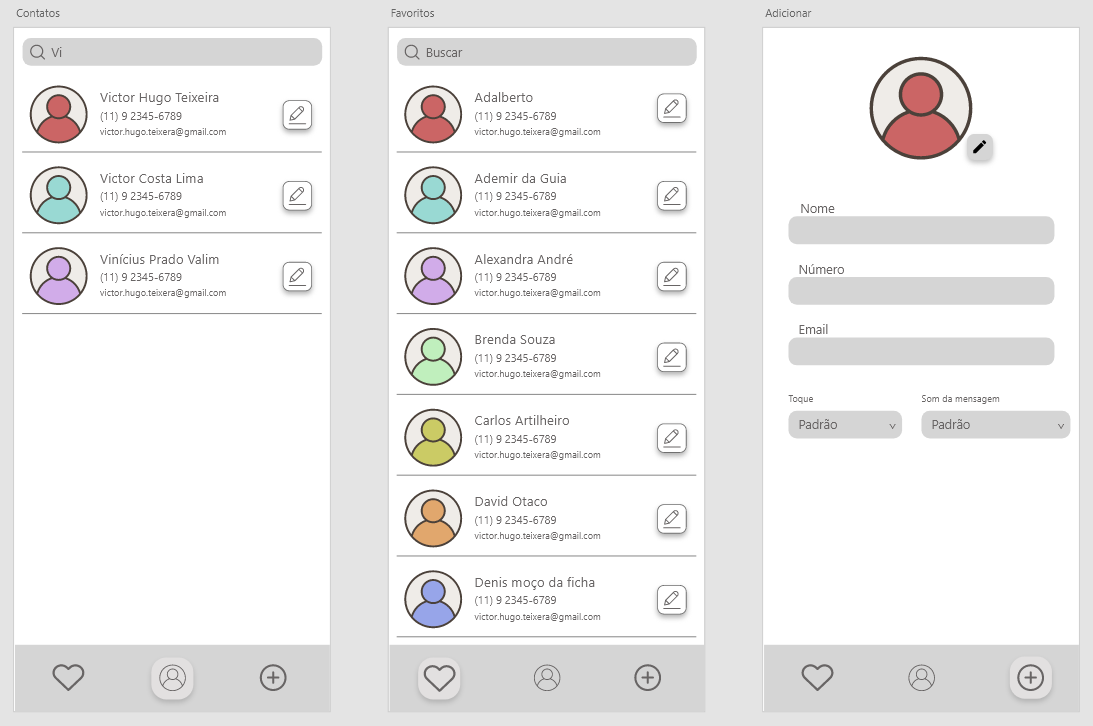 Contatos
Vi
Victor Hugo Teixeira
(11) 9 2345-6789
victor.hugo.teixera@gmail.com
Victor Costa Lima
(11) 9 2345-6789
victor.hugo.teixera@gmail.com
Vinícius Prado Valim
(11) 9 2345-6789
victor.hugo.teixera@gmail.com
Favoritos
Buscar
Adalberto
(11) 9 2345-6789
victor.hugo.teixera@gmail.com
Ademir da Guia
(11) 9 2345-6789
victor.hugo.teixera@gmail.com
Alexandra André
(11) 9 2345-6789
victor.hugo.teixera@gmail.com
Brenda Souza
(11) 9 2345-6789
victor.hugo.teixera@gmail.com
Carlos Artilheiro
(11) 9 2345-6789
victor.hugo.teixera@gmail.com
David Otaco
(11) 9 2345-6789
victor.hugo.teixera@gmail.com
Denis moço da ficha
(11) 9 2345-6789
victor.hugo.teixera@gmail.com
Adicionar
Nome
Número
Email
Toque Som da mensagem
Padrão Padrão